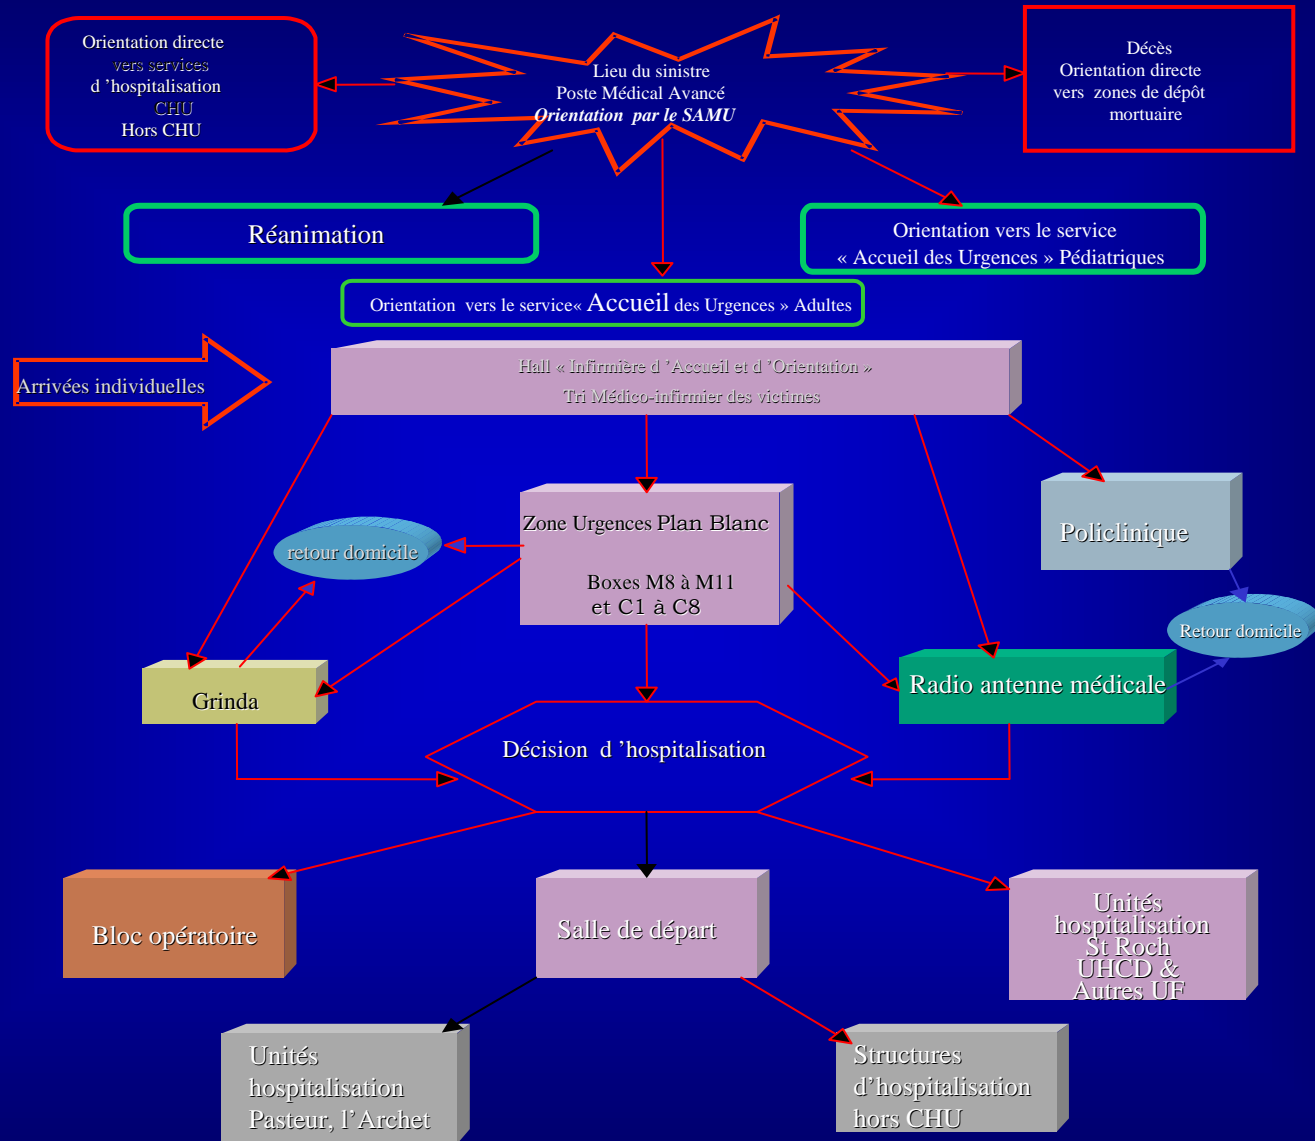 Orientation directe
vers services
d ’hospitalisation
CHU
Hors CHU
Lieu du sinistre
Poste Médical Avancé
Orientation par le SAMU
Décès
Orientation directe
vers zones de dépôt
mortuaire
Réanimation
Orientation vers le service
« Accueil des Urgences » Pédiatriques
Orientation vers le service« Accueil des Urgences » Adultes
Arrivées individuelles
Hall « Infirmière d ’Accueil et d ’Orientation »
Tri Médico-infirmier des victimes
Zone Urgences Plan Blanc
Boxes M8 à M11
et C1 à C8
retour domicile
Policlinique
Retour domicile
Grinda
Radio antenne médicale
Décision d ’hospitalisation
Bloc opératoire
Salle de départ
Unités
hospitalisation
St Roch
UHCD &
Autres UF
Unités
hospitalisation
Pasteur, l’Archet
Structures
d’hospitalisation
hors CHU